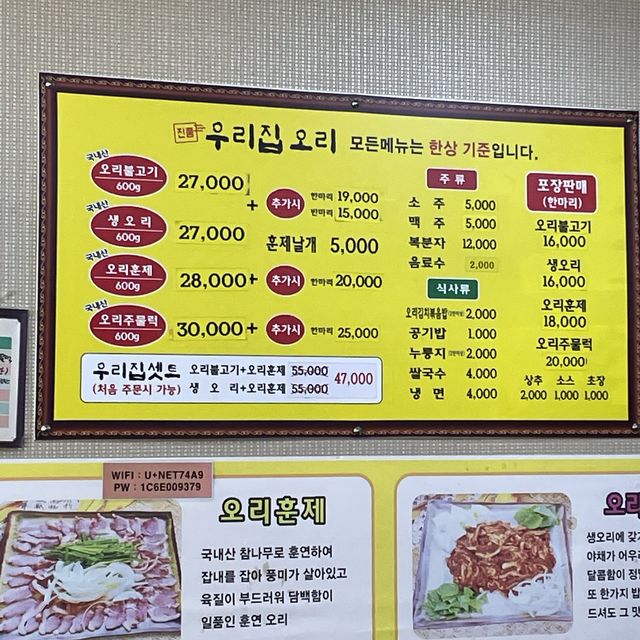 진품 우리집 오리 모든메뉴는 한상 기준입니다.
국내산
오리불고기
600g
27,000
국내산
생오리
600g
27,000
+ 추가시
한마리 19,000
반마리 15,000
훈제날개 5,000
국내산
오리훈제
600g
28,000 + 추가시 한마리 20,000
국내산
오리주물럭
600g
30,000 + 추가시 한마리 25,000
우리집셋트
(처음 주문시 가능)
오리불고기+오리훈제 55,000
생 오 리+오리훈제 55,000
47,000
주 류
소 주 5,000
맥 주 5,000
복분자 12,000
음료수 2,000
식사류
오리김치볶음밥 2,000
공기밥 1,000
누룽지 2,000
쌀국수 4,000
냉 면 4,000
포장판매
(한마리)
오리불고기
16,000
생오리
16,000
오리훈제
18,000
오리주물럭
20,000
상추 소스 초장
2,000 1,000 1,000
WIFI : U+NET74A9
PW : 1C6E009379
오리훈제
국내산 참나무로 훈연하여
잡내를 잡아 풍미가 살아있고
육질이 부드러워 담백함이
일품인 훈연 오리
오리
생오리에 갖
야채가 어우
달콤함이 정
또 한가지 밥
드셔도 그 맛